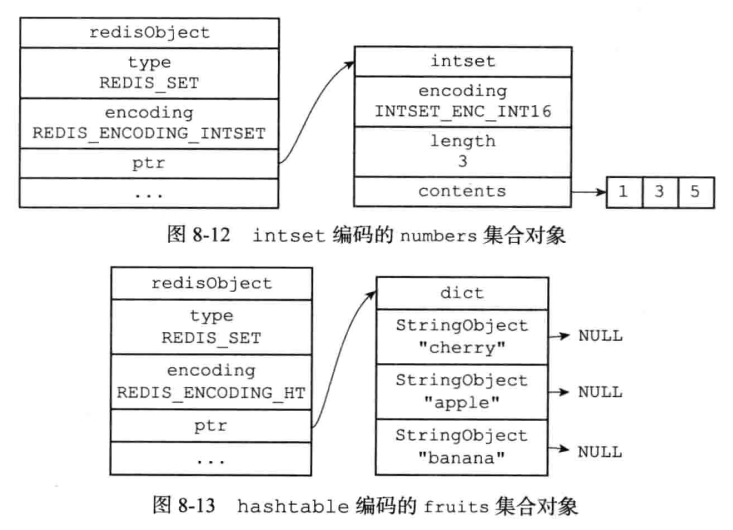 redisObject
type
REDIS_SET
encoding
REDIS_ENCODING_INTSET
ptr
...
intset
encoding
INTSET_ENC_INT16
length
3
contents
1 3 5
图 8-12 intset 编码的 numbers 集合对象
redisObject
type
REDIS_SET
encoding
REDIS_ENCODING_HT
ptr
...
dict
StringObject
"cherry"
NULL
StringObject
"apple"
NULL
StringObject
"banana"
NULL
图 8-13 hashtable 编码的 fruits 集合对象